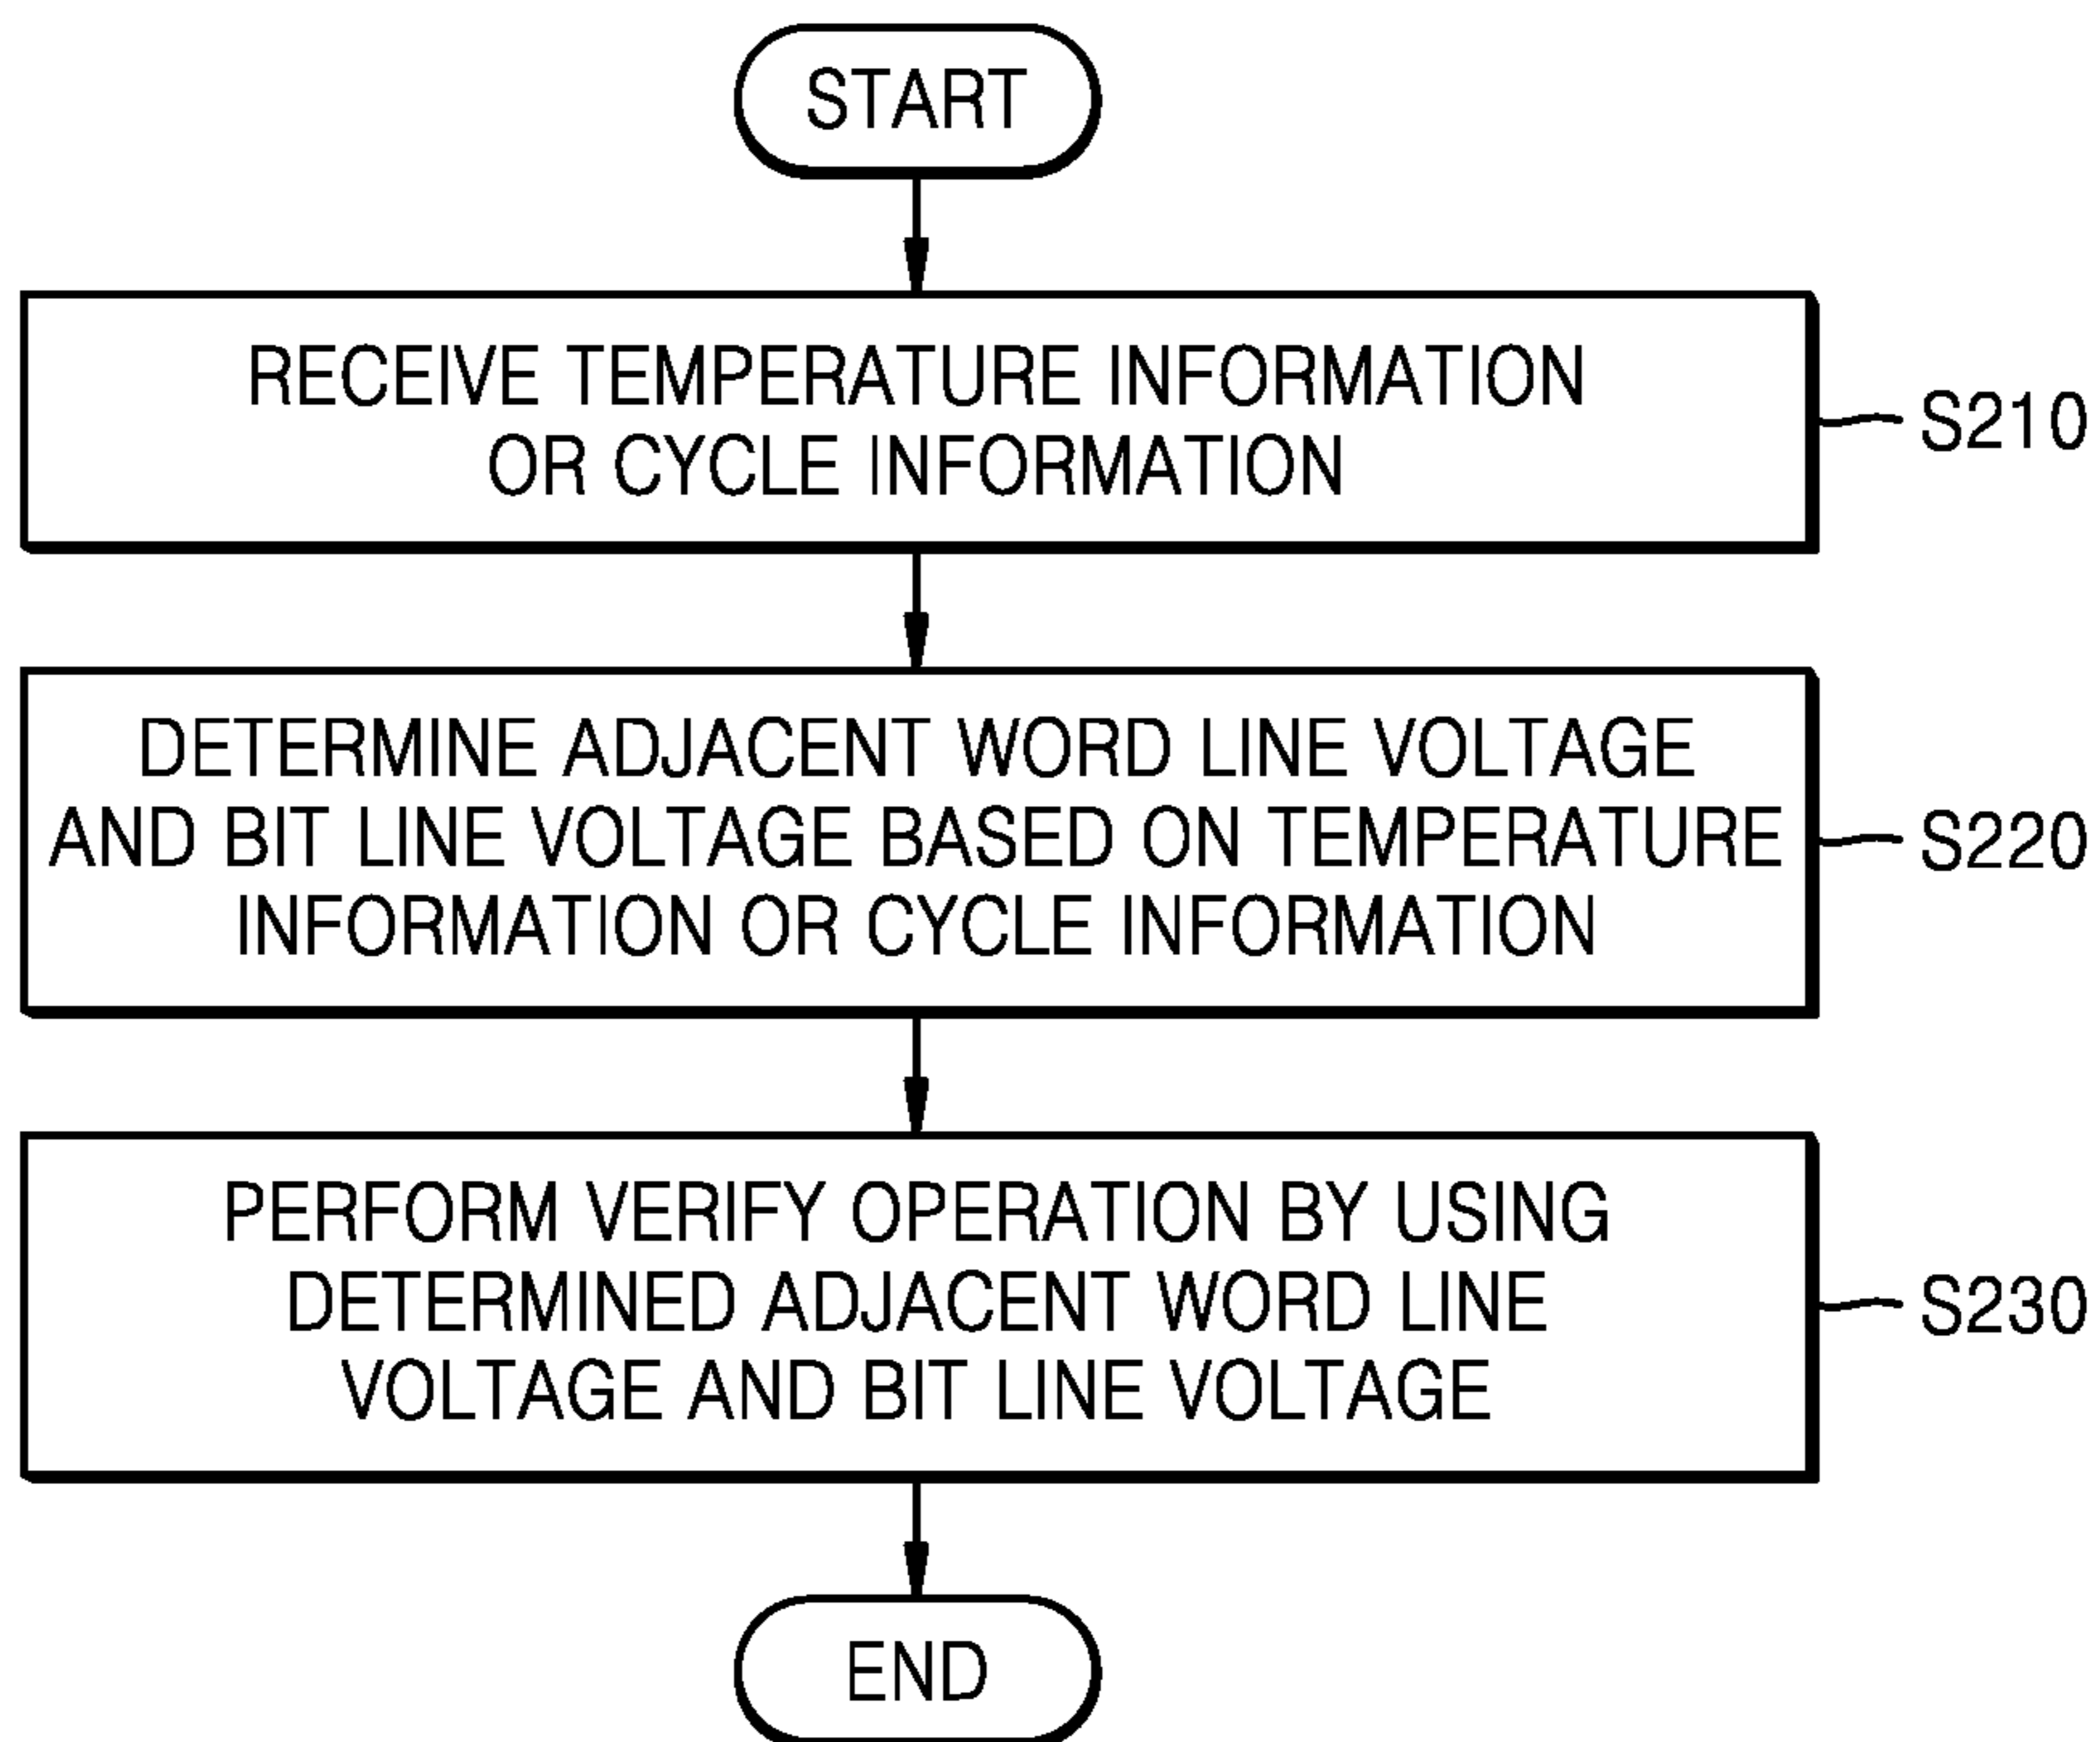 START
RECEIVE TEMPERATURE INFORMATION
OR CYCLE INFORMATION
S210
DETERMINE ADJACENT WORD LINE VOLTAGE
AND BIT LINE VOLTAGE BASED ON TEMPERATURE
INFORMATION OR CYCLE INFORMATION
S220
PERFORM VERIFY OPERATION BY USING
DETERMINED ADJACENT WORD LINE
VOLTAGE AND BIT LINE VOLTAGE
S230
END